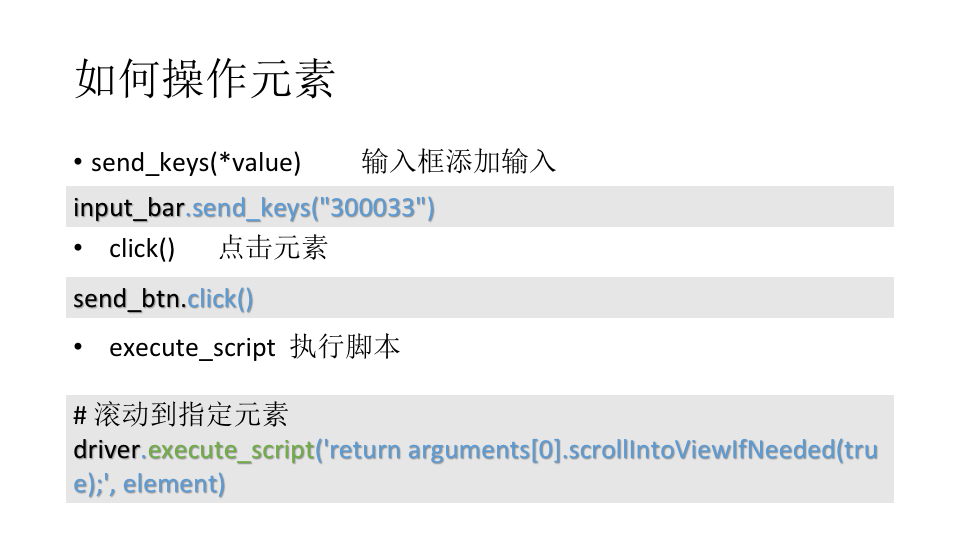 如何操作元素
• send_keys(*value) 输入框添加输入
input_bar.send_keys("300033")
• click() 点击元素
send_btn.click()
• execute_script 执行脚本
# 滚动到指定元素
driver.execute_script('return arguments[0].scrollIntoViewIfNeeded(tru
e);', element)